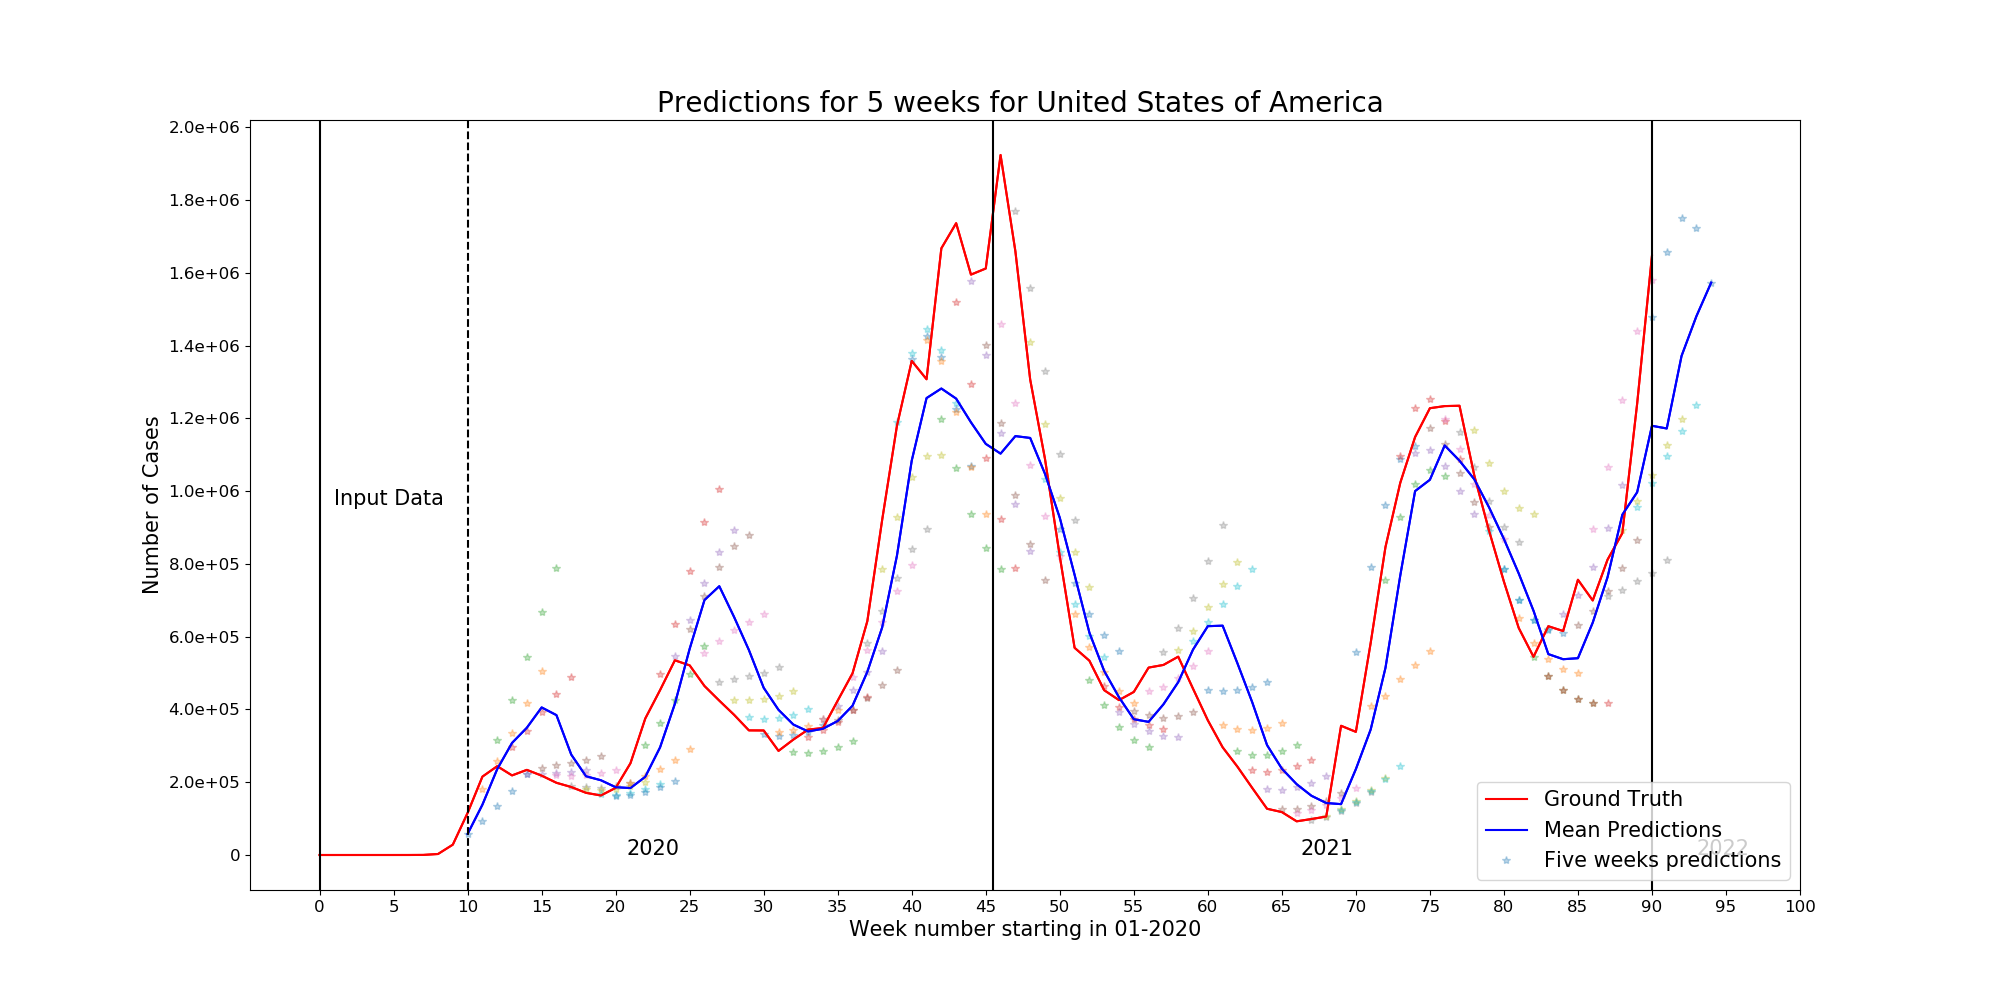 Predictions for 5 weeks for United States of America
2.0e+06
1.8e+06
1.6e+06
1.4e+06
1.2e+06
1.0e+06
8.0e+05
6.0e+05
4.0e+05
2.0e+05
0
Number of Cases
Input Data
2020
2021
2022
Ground Truth
Mean Predictions
Five weeks predictions
0 5 10 15 20 25 30 35 40 45 50 55 60 65 70 75 80 85 90 95 100
Week number starting in 01-2020